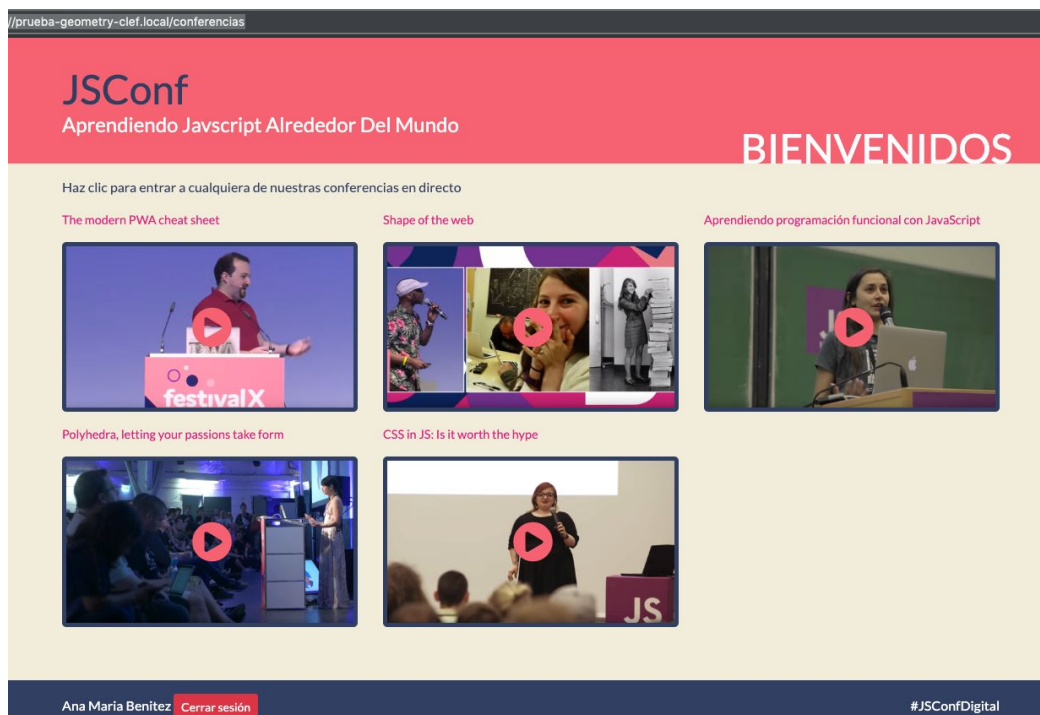 //prueba-geometry-clef.local/conferencias
JSConf
Aprendiendo Javscript Alrededor Del Mundo
BIENVENIDOS
Haz clic para entrar a cualquiera de nuestras conferencias en directo
The modern PWA cheat sheet
Shape of the web
Aprendiendo programación funcional con JavaScript
festivalX
Polyhedra, letting your passions take form
CSS in JS: Is it worth the hype
JS
Ana Maria Benitez Cerrar sesión
#JSConfDigital